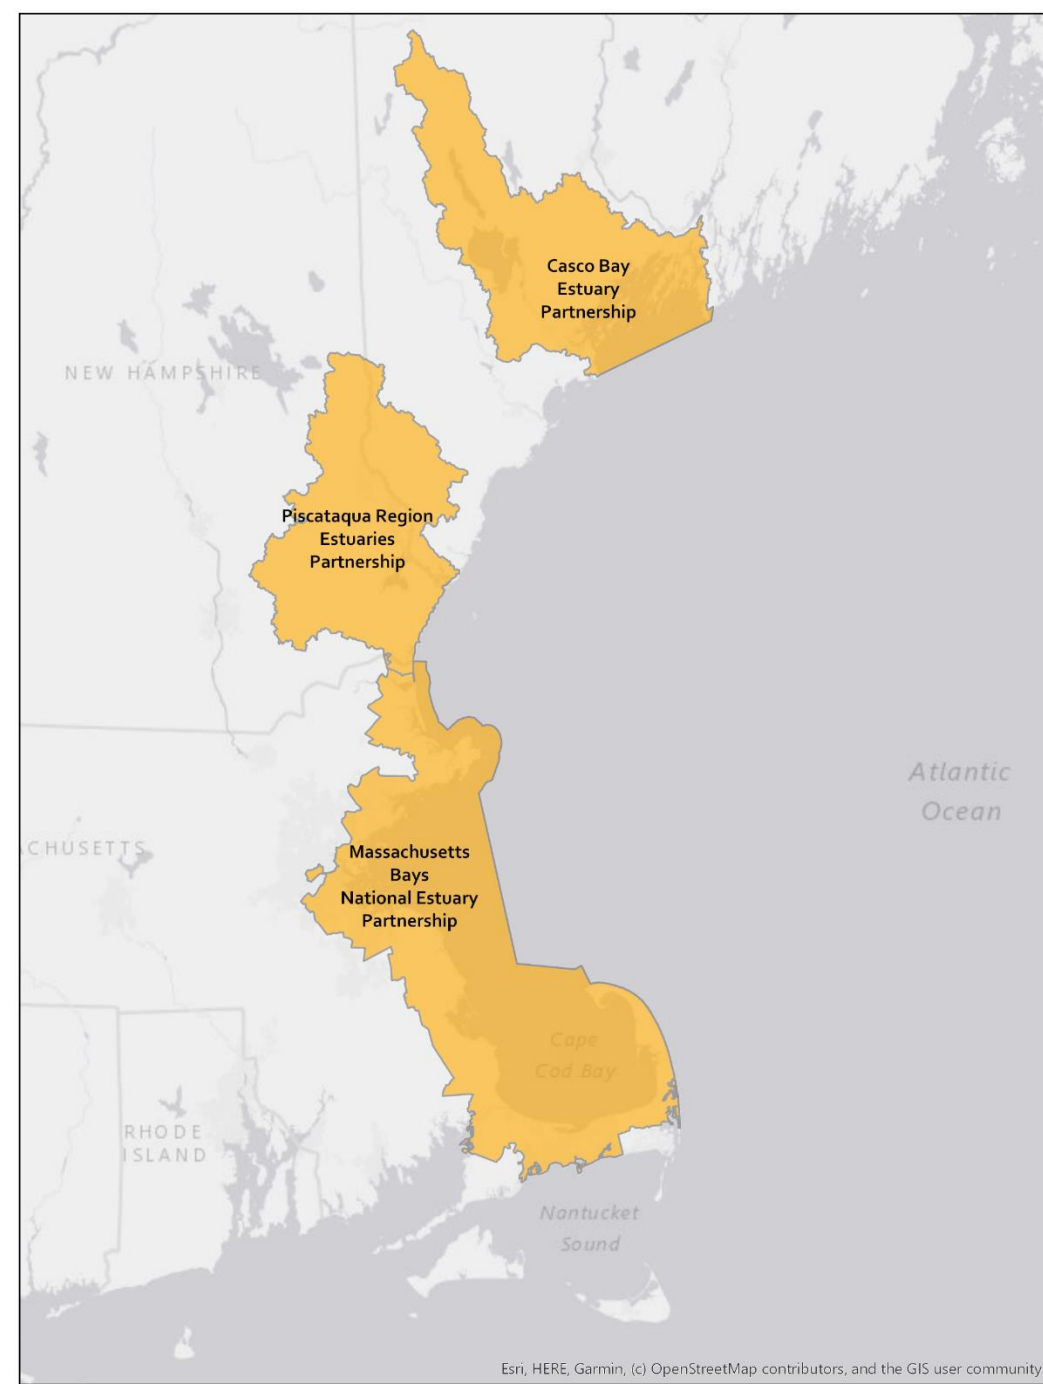 Casco Bay
Estuary
Partnership
NEW HAMPSHIRE
Piscataqua Region
Estuaries
Partnership
Atlantic
Ocean
ACHUSETTS
Massachusetts
Bays
National Estuary
Partnership
Cape
Cod Bay
RHODE
ISLAND
Nantucket
Sound
Esri, HERE, Garmin, (c) OpenStreetMap contributors, and the GIS user community